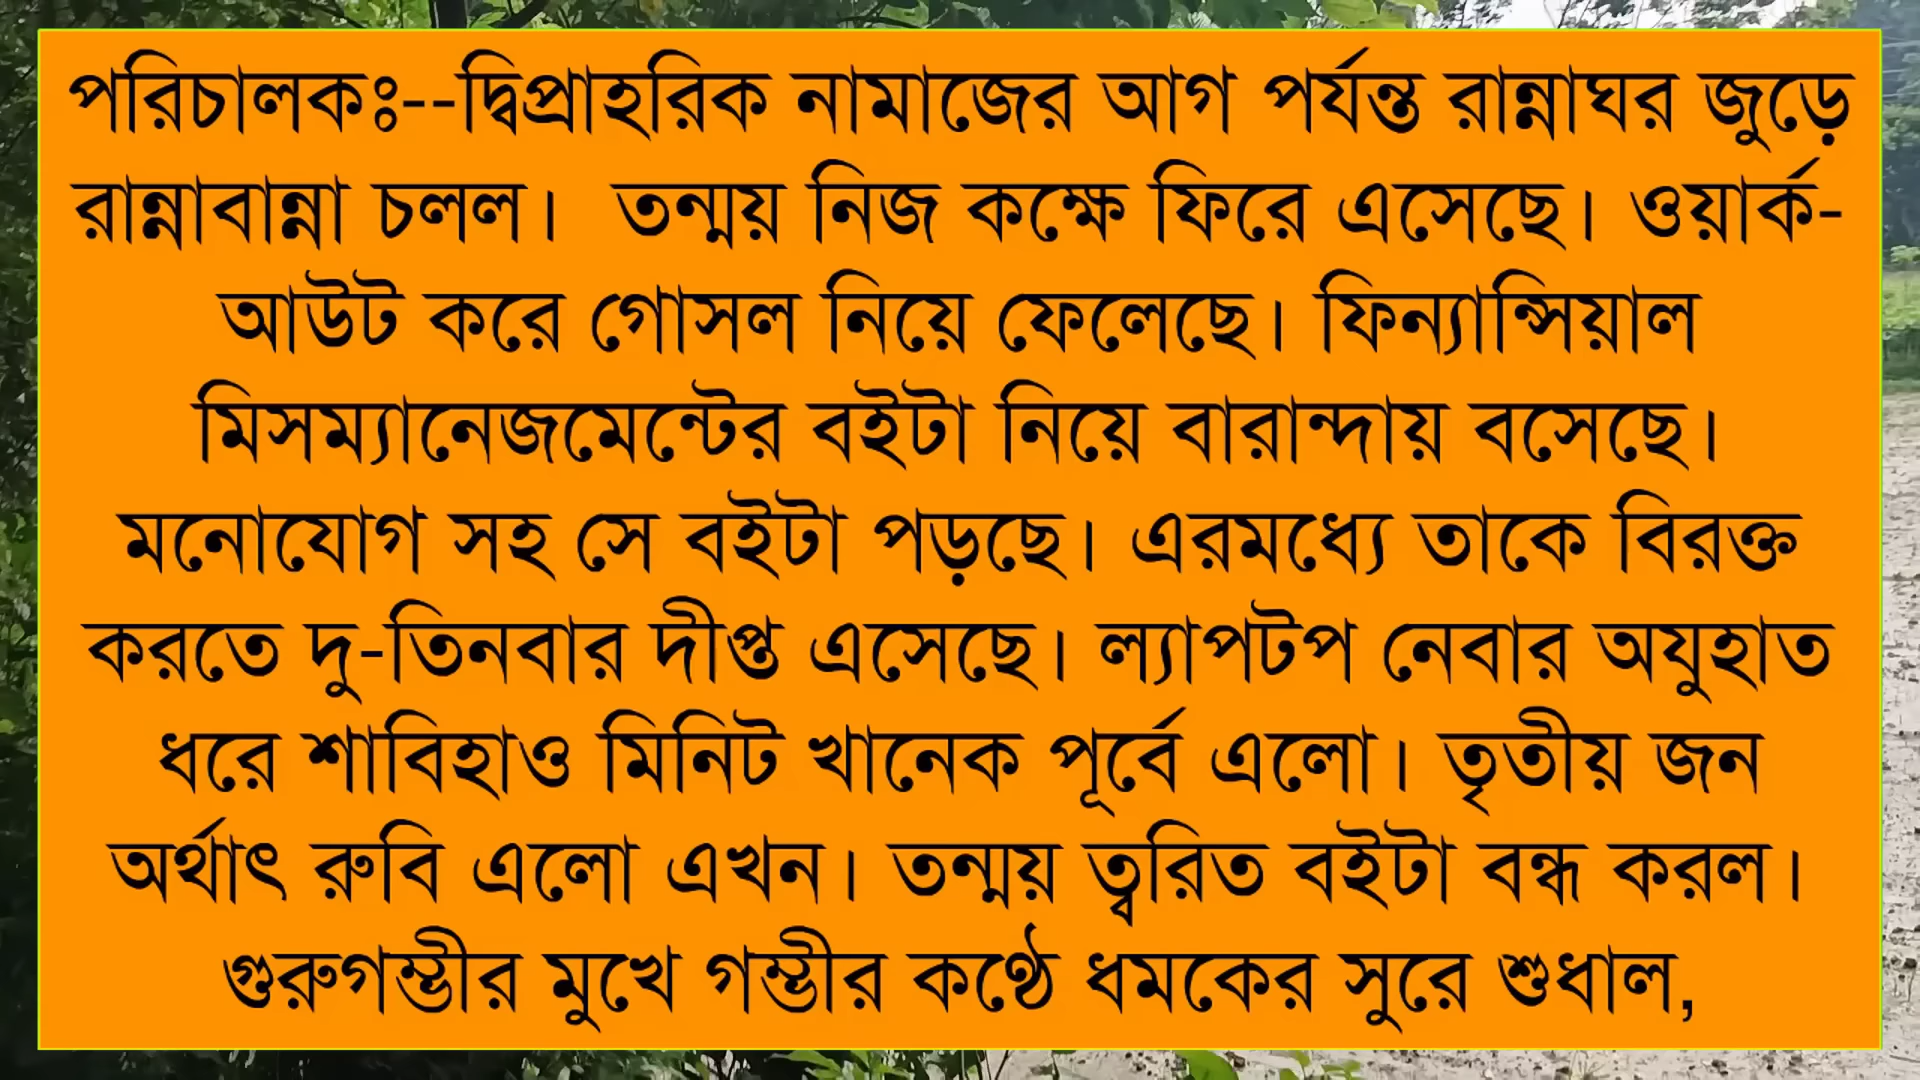 পরিচালকঃ--দ্বিপ্রাহরিক নামাজের আগ পর্যন্ত রান্নাঘর জুড়ে
রান্নাবান্না চলল। তন্ময় নিজ কক্ষে ফিরে এসেছে। ওয়ার্ক-
আউট করে গোসল নিয়ে ফেলেছে। ফিন্যান্সিয়াল
মিসম্যানেজমেন্টের বইটা নিয়ে বারান্দায় বসেছে।
মনোযোগ সহ সে বইটা পড়ছে। এরমধ্যে তাকে বিরক্ত
করতে দু-তিনবার দীপ্ত এসেছে। ল্যাপটপ নেবার অযুহাত
ধরে শাবিহাও মিনিট খানেক পূর্বে এলো। তৃতীয় জন
অর্থাৎ রুবি এলো এখন। তন্ময় ত্বরিত বইটা বন্ধ করল।
গুরুগম্ভীর মুখে গম্ভীর কণ্ঠে ধমকের সুরে শুধাল,